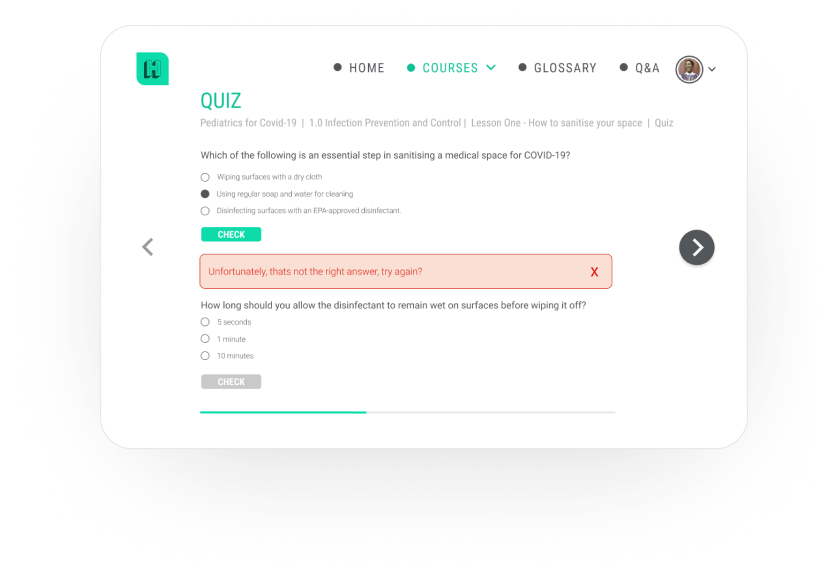 HOME COURSES GLOSSARY Q&A
QUIZ
Pediatrics for Covid-19 | 1.0 Infection Prevention and Control | Lesson One - How to sanitise your space | Quiz
Which of the following is an essential step in sanitising a medical space for COVID-19?
Wiping surfaces with a dry cloth
Using regular soap and water for cleaning
Disinfecting surfaces with an EPA-approved disinfectant.
CHECK
Unfortunately, thats not the right answer, try again? X
How long should you allow the disinfectant to remain wet on surfaces before wiping it off?
5 seconds
1 minute
10 minutes
CHECK